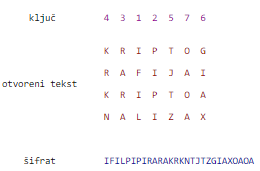 ključ 4 3 1 2 5 7 6
K R I P T O G
R A F I J A I
otvoreni tekst
K R I P T O A
N A L I Z A X
šifrat IFILPIPIRARAKRKNTJTZGIAXOAOA